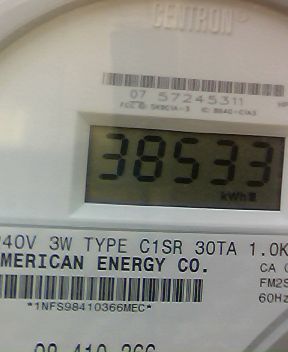 CENTRON
07 57245311
38533
kWh
240V 3W TYPE C1SR 30TA 1.0K
AMERICAN ENERGY CO.
CA
FM2S
60Hz
*1NFS98410366MEC*